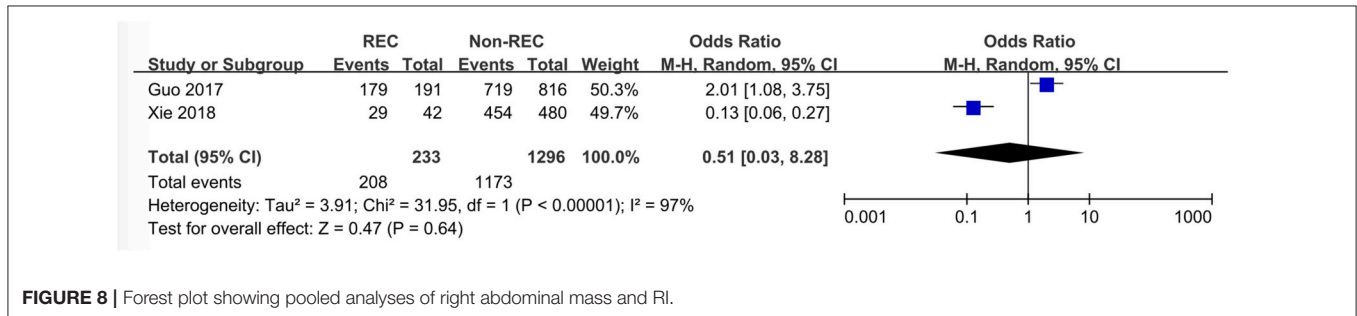 REC Non-REC Odds Ratio Odds Ratio
Study or Subgroup Events Total Events Total Weight M-H, Random, 95% CI M-H, Random, 95% CI
Guo 2017 179 191 719 816 50.3% 2.01 [1.08, 3.75]
Xie 2018 29 42 454 480 49.7% 0.13 [0.06, 0.27]
Total (95% CI) 233 1296 100.0% 0.51 [0.03, 8.28]
Total events 208 1173
Heterogeneity: Tau² = 3.91; Chi² = 31.95, df = 1 (P < 0.00001); I² = 97%
Test for overall effect: Z = 0.47 (P = 0.64)
0.001 0.1 1 10 1000
FIGURE 8 | Forest plot showing pooled analyses of right abdominal mass and RI.